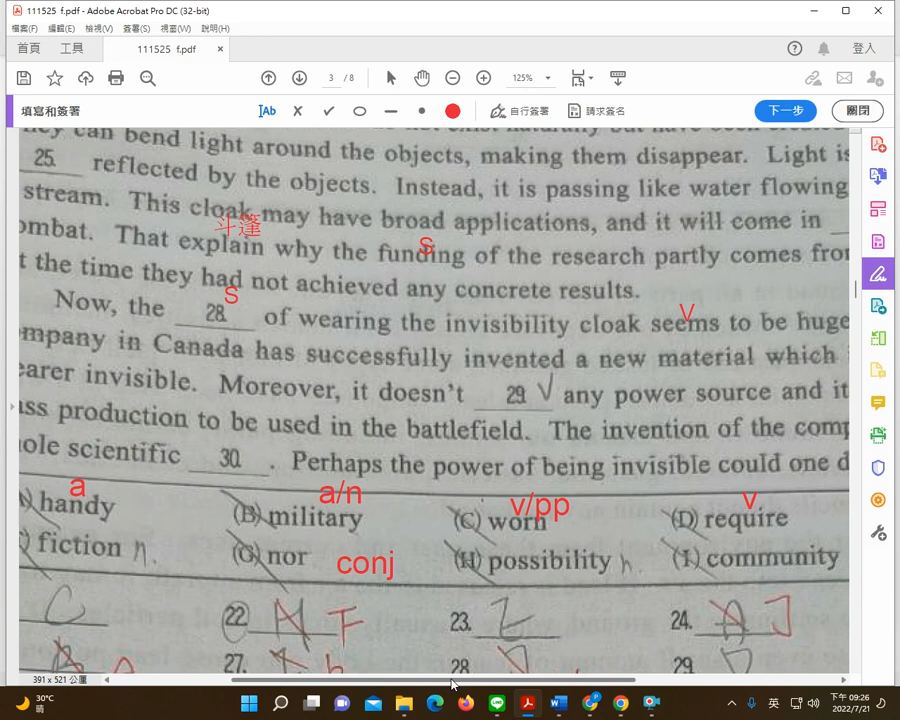 111525 f.pdf - Adobe Acrobat Pro DC (32-bit)
檔案(F) 編輯(E) 檢視(V) 簽署(S) 視窗(W) 說明(H)
首頁 工具 111525 f.pdf × ? 登入
3 / 8 125%
填寫和簽署 Ab 自行簽署 請求簽名 下一步 關閉
hey can bend light around the objects, making them disappear. Light is
25. reflected by the objects. Instead, it is passing like water flowing
stream. This cloak may have broad applications, and it will come in
斗篷
ombat. That explain why the funding of the research partly comes from
S
t the time they had not achieved any concrete results.
S
Now, the 28. of wearing the invisibility cloak seems to be huge
V
mpany in Canada has successfully invented a new material which i
earer invisible. Moreover, it doesn't 29. V any power source and it
ass production to be used in the battlefield. The invention of the comp
ole scientific 30. . Perhaps the power of being invisible could one d
a a/n v/pp v
) handy (B) military (C) worn (D) require
) fiction n. (G) nor conj (H) possibility n. (I) community
C 22. F 23. 24. A J
27. 28. 29.
391 x 521 公釐
30°C
晴
英
下午 09:26
2022/7/21